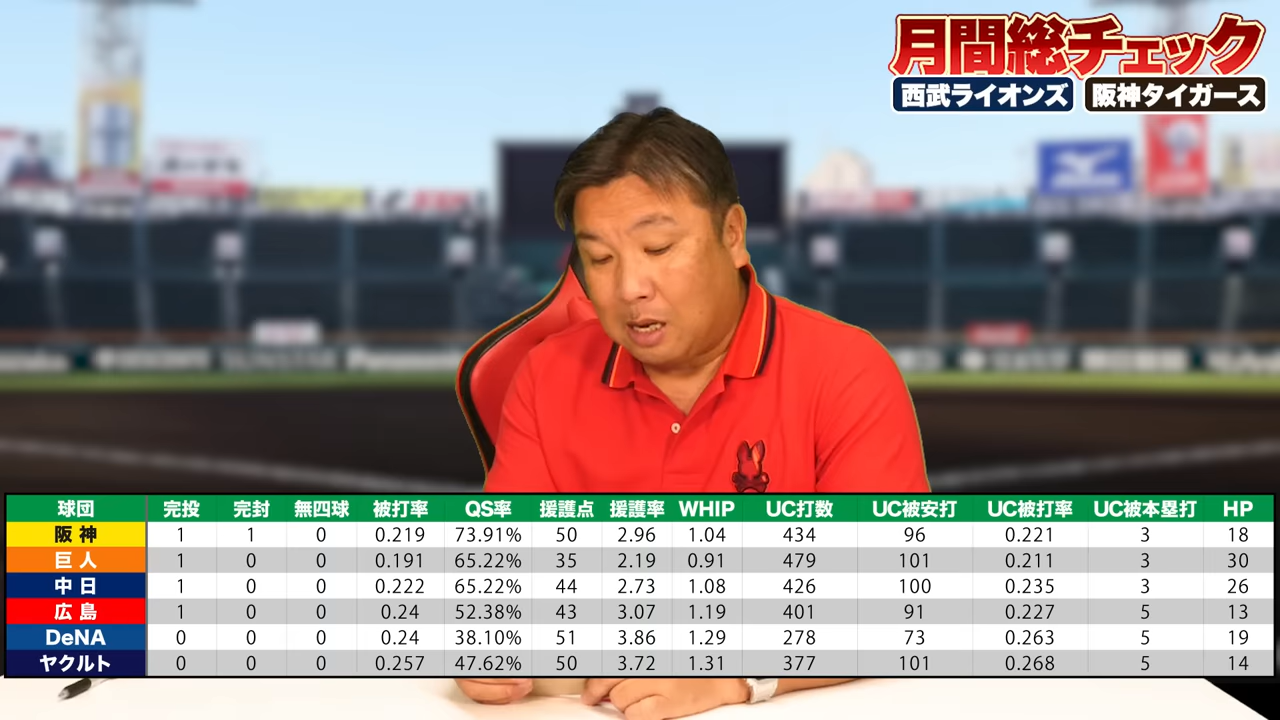 月間総チェック
西武ライオンズ 阪神タイガース
球団 完投 完封 無四球 被打率 QS率 援護点 援護率 WHIP UC打数 UC被安打 UC被打率 UC被本塁打 HP
阪神 1 1 0 0.219 73.91% 50 2.96 1.04 434 96 0.221 3 18
巨人 1 0 0 0.191 65.22% 35 2.19 0.91 479 101 0.211 3 30
中日 1 0 0 0.222 65.22% 44 2.73 1.08 426 100 0.235 3 26
広島 1 0 0 0.24 52.38% 43 3.07 1.19 401 91 0.227 5 13
DeNA 0 0 0 0.24 38.10% 51 3.86 1.29 278 73 0.263 5 19
ヤクルト 0 0 0 0.257 47.62% 50 3.72 1.31 377 101 0.268 5 14